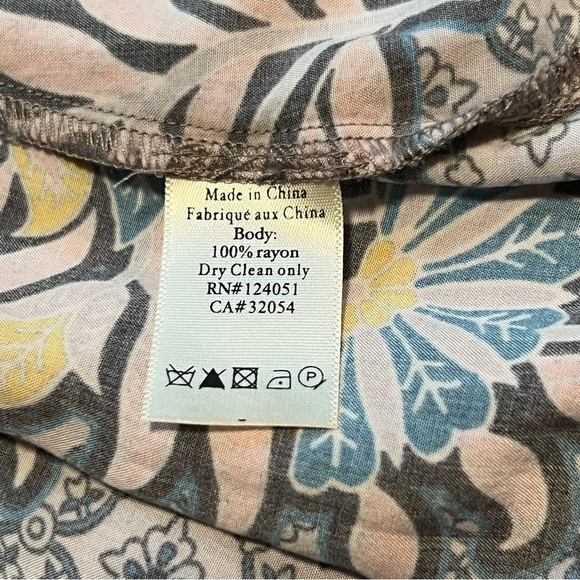 Made in China
Fabriqué aux China
Body:
100% rayon
Dry Clean only
RN#124051
CA#32054
P